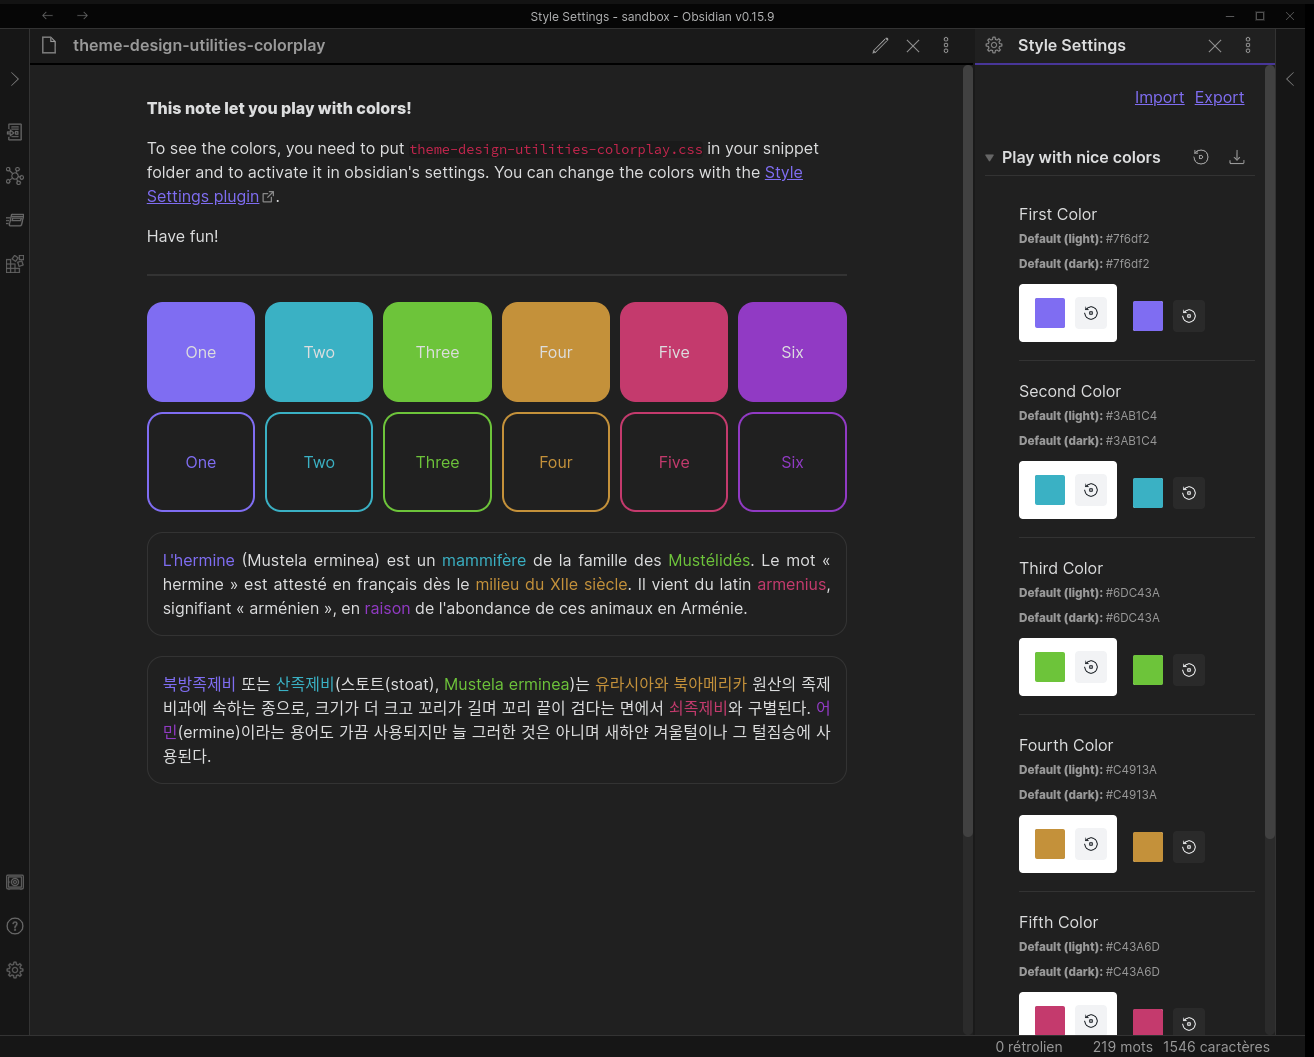 Style Settings - sandbox - Obsidian v0.15.9
theme-design-utilities-colorplay
This note let you play with colors!
To see the colors, you need to put theme-design-utilities-colorplay.css in your snippet
folder and to activate it in obsidian's settings. You can change the colors with the Style
Settings plugin.
Have fun!
One Two Three Four Five Six
One Two Three Four Five Six
L'hermine (Mustela erminea) est un mammifère de la famille des Mustélidés. Le mot «
hermine » est attesté en français dès le milieu du XIIe siècle. Il vient du latin armenius,
signifiant « arménien », en raison de l'abondance de ces animaux en Arménie.
북방족제비 또는 산족제비(스토트(stoat), Mustela erminea)는 유라시아와 북아메리카 원산의 족제
비과에 속하는 종으로, 크기가 더 크고 꼬리가 길며 꼬리 끝이 검다는 면에서 쇠족제비와 구별된다. 어
민(ermine)이라는 용어도 가끔 사용되지만 늘 그러한 것은 아니며 새하얀 겨울털이나 그 털짐승에 사
용된다.
Style Settings
Import Export
Play with nice colors
First Color
Default (light): #7f6df2
Default (dark): #7f6df2
Second Color
Default (light): #3AB1C4
Default (dark): #3AB1C4
Third Color
Default (light): #6DC43A
Default (dark): #6DC43A
Fourth Color
Default (light): #C4913A
Default (dark): #C4913A
Fifth Color
Default (light): #C43A6D
Default (dark): #C43A6D
0 rétrolien 219 mots 1546 caractères